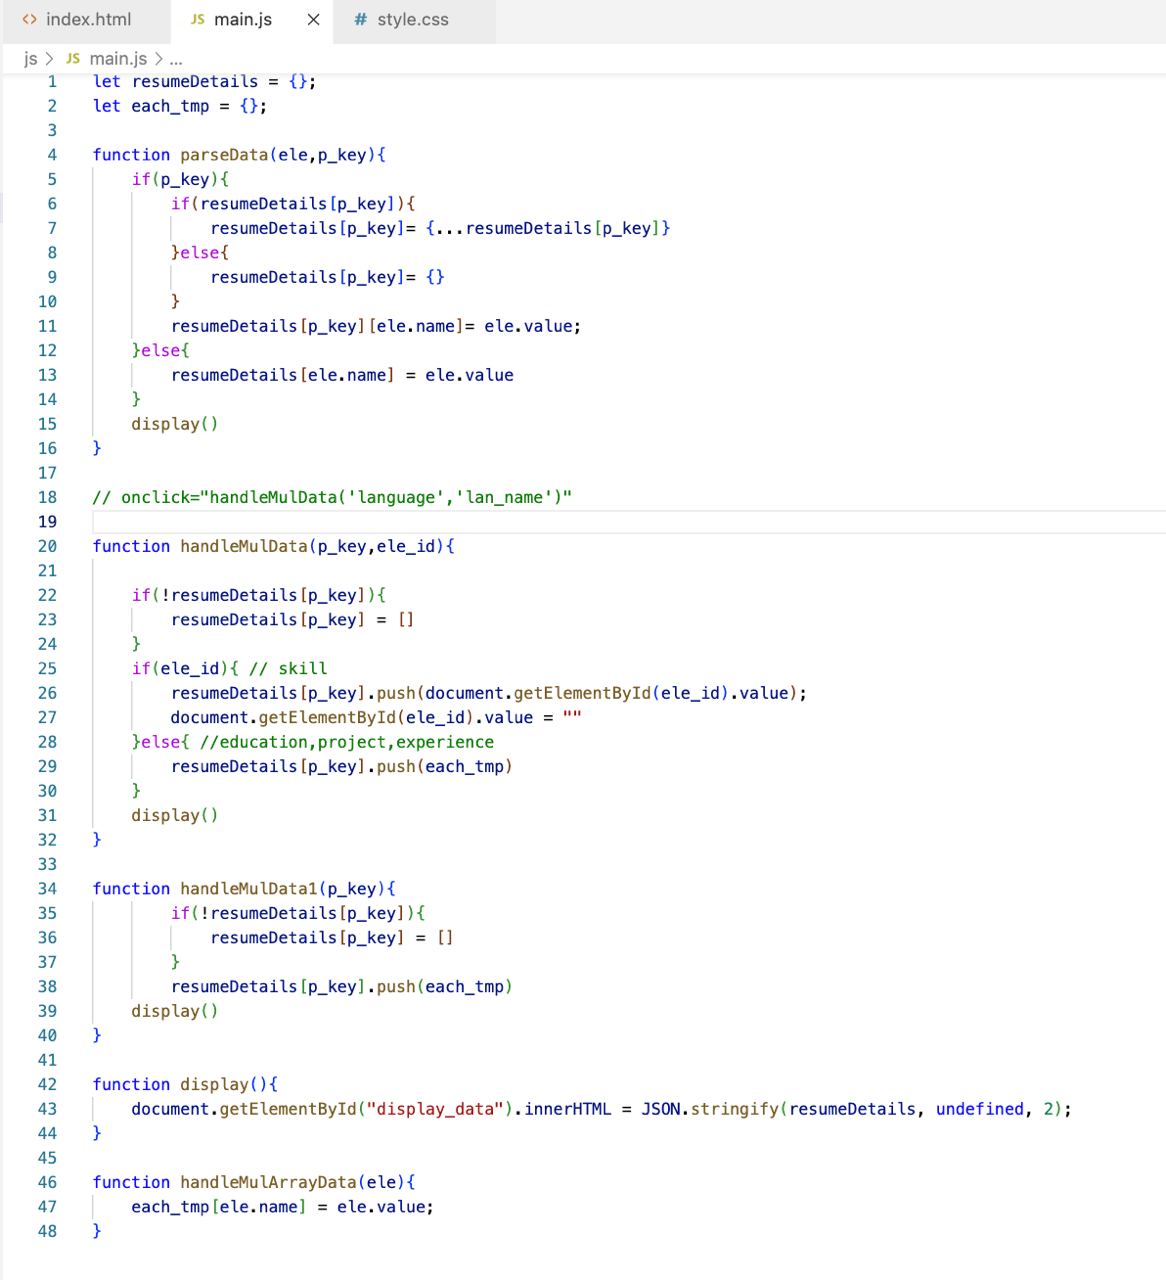 <> index.html JS main.js × # style.css
js > JS main.js > ...
1 let resumeDetails = {};
2 let each_tmp = {};
3
4 function parseData(ele,p_key){
5     if(p_key){
6         if(resumeDetails[p_key]){
7             resumeDetails[p_key]= {...resumeDetails[p_key]}
8         }else{
9             resumeDetails[p_key]= {}
10         }
11         resumeDetails[p_key][ele.name]= ele.value;
12     }else{
13         resumeDetails[ele.name] = ele.value
14     }
15     display()
16 }
17
18 // onclick="handleMulData('language','lan_name')"
19
20 function handleMulData(p_key,ele_id){
21
22     if(!resumeDetails[p_key]){
23         resumeDetails[p_key] = []
24     }
25     if(ele_id){ // skill
26         resumeDetails[p_key].push(document.getElementById(ele_id).value);
27         document.getElementById(ele_id).value = ""
28     }else{ //education,project,experience
29         resumeDetails[p_key].push(each_tmp)
30     }
31     display()
32 }
33
34 function handleMulData1(p_key){
35         if(!resumeDetails[p_key]){
36             resumeDetails[p_key] = []
37         }
38         resumeDetails[p_key].push(each_tmp)
39     display()
40 }
41
42 function display(){
43     document.getElementById("display_data").innerHTML = JSON.stringify(resumeDetails, undefined, 2);
44 }
45
46 function handleMulArrayData(ele){
47     each_tmp[ele.name] = ele.value;
48 }